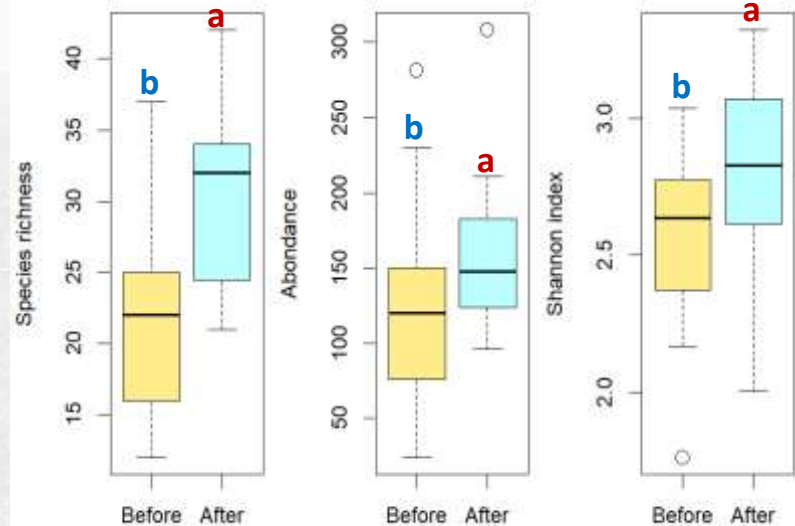 Species richness
40
35
30
25
20
15
b
a
Before After
Abondance
300
250
200
150
100
50
b
a
Before After
Shannon index
3.0
2.5
2.0
b
a
Before After